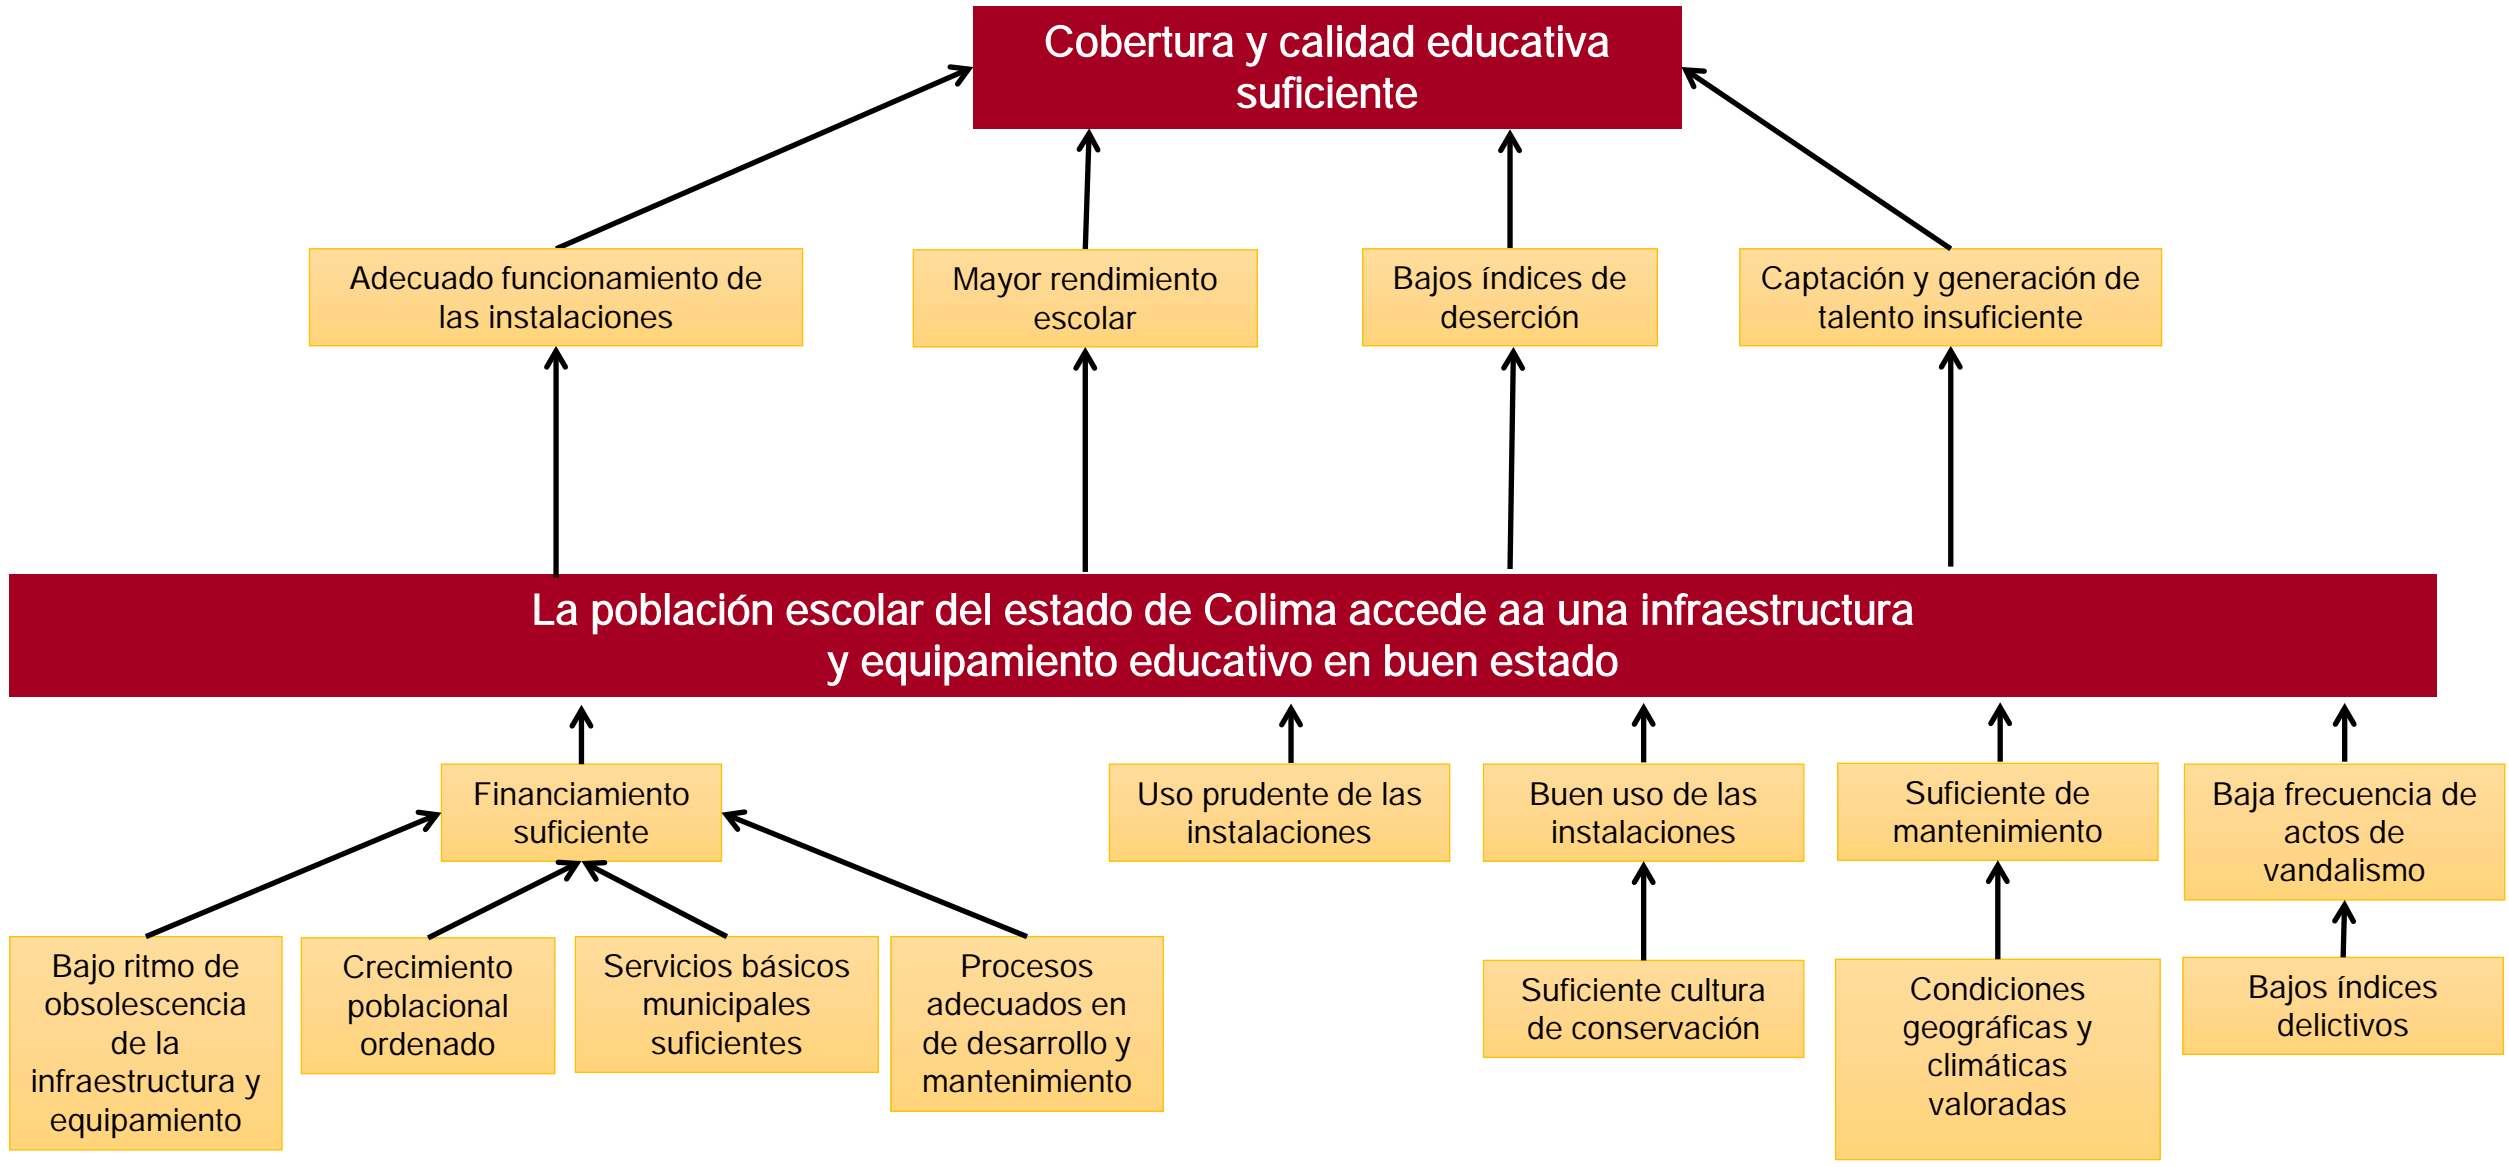 Cobertura y calidad educativa
suficiente
Adecuado funcionamiento de
las instalaciones
Mayor rendimiento
escolar
Bajos índices de
deserción
Captación y generación de
talento insuficiente
La población escolar del estado de Colima accede aa una infraestructura
y equipamiento educativo en buen estado
Financiamiento
suficiente
Uso prudente de las
instalaciones
Buen uso de las
instalaciones
Suficiente de
mantenimiento
Baja frecuencia de
actos de
vandalismo
Bajo ritmo de
obsolescencia
de la
infraestructura y
equipamiento
Crecimiento
poblacional
ordenado
Servicios básicos
municipales
suficientes
Procesos
adecuados en
de desarrollo y
mantenimiento
Suficiente cultura
de conservación
Condiciones
geográficas y
climáticas
valoradas
Bajos índices
delictivos